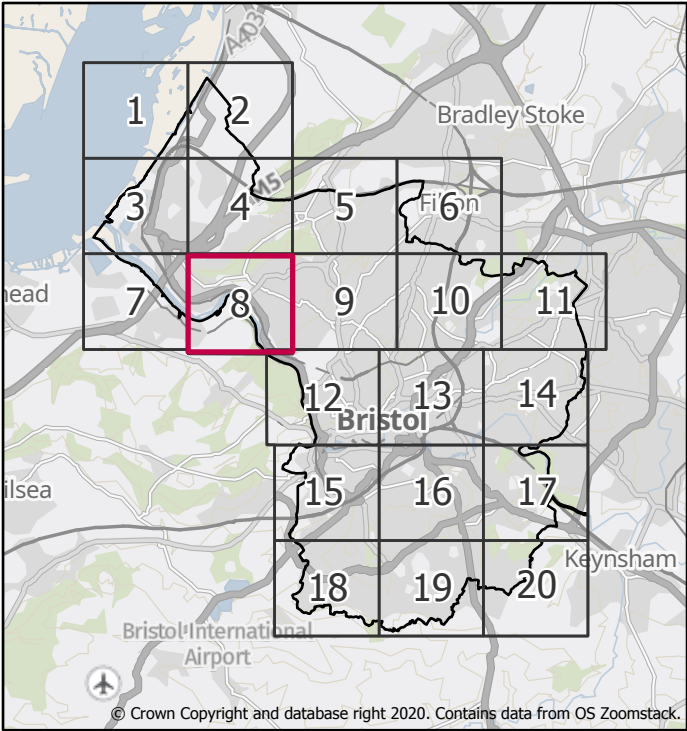 A403
1
2
Bradley Stoke
M5
3
4
5
6
Filton
head
7
8
9
10
11
12
13
14
Bristol
ilsea
15
16
17
Keynsham
18
19
20
Bristol International
Airport
© Crown Copyright and database right 2020. Contains data from OS Zoomstack.